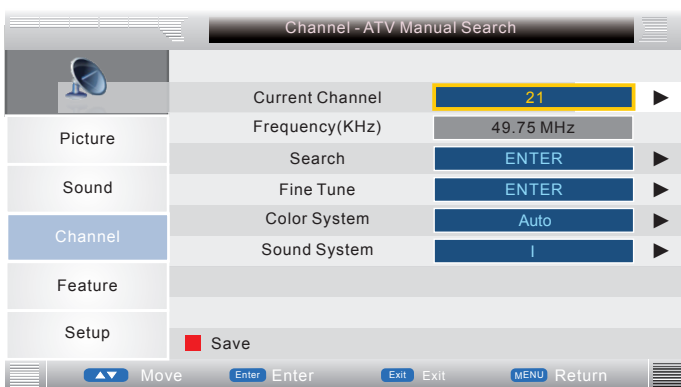 Channel - ATV Manual Search
Current Channel 21
Frequency(KHz) 49.75 MHz
Search ENTER
Fine Tune ENTER
Color System Auto
Sound System I
Picture
Sound
Channel
Feature
Setup
Save
Move Enter Enter Exit Exit MENU Return